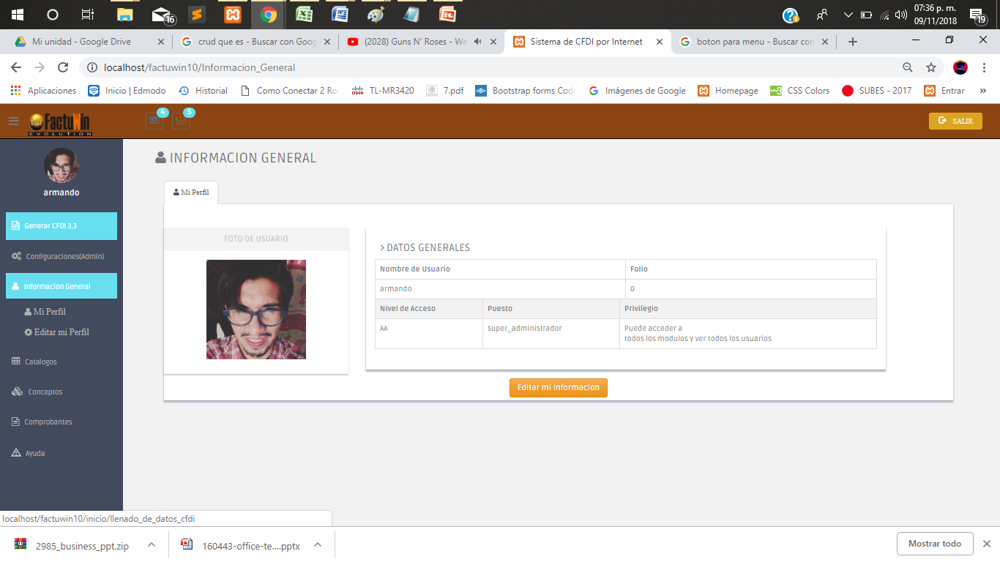 16
07:36 p. m.
09/11/2018
19
Mi unidad - Google Drive
crud que es - Buscar con Goog
(2028) Guns N' Roses - We
Sistema de CFDI por Internet
boton para menu - Buscar con
localhost/factuwin10/Informacion_General
Aplicaciones
Inicio | Edmodo
Historial
Como Conectar 2 Rou
TL-MR3420
7.pdf
Bootstrap forms Code
Imágenes de Google
Homepage
CSS Colors
SUBES - 2017
Entrar
FactuWin
EVOLUTION
4
5
SALIR
armando
Generar CFDI 3.3
Configuraciones(Admin)
Informacion General
Mi Perfil
Editar mi Perfil
Catalogos
Conceptos
Comprobantes
Ayuda
INFORMACION GENERAL
Mi Perfil
FOTO DE USUARIO
DATOS GENERALES
Nombre de Usuario Folio
armando 0
Nivel de Acceso Puesto Privilegio
AA super_administrador Puede acceder a
todos los modulos y ver todos los usuarios
Editar mi Informacion
localhost/factuwin10/inicio/llenado_de_datos_cfdi
2985_business_ppt.zip
160443-office-te....pptx
Mostrar todo